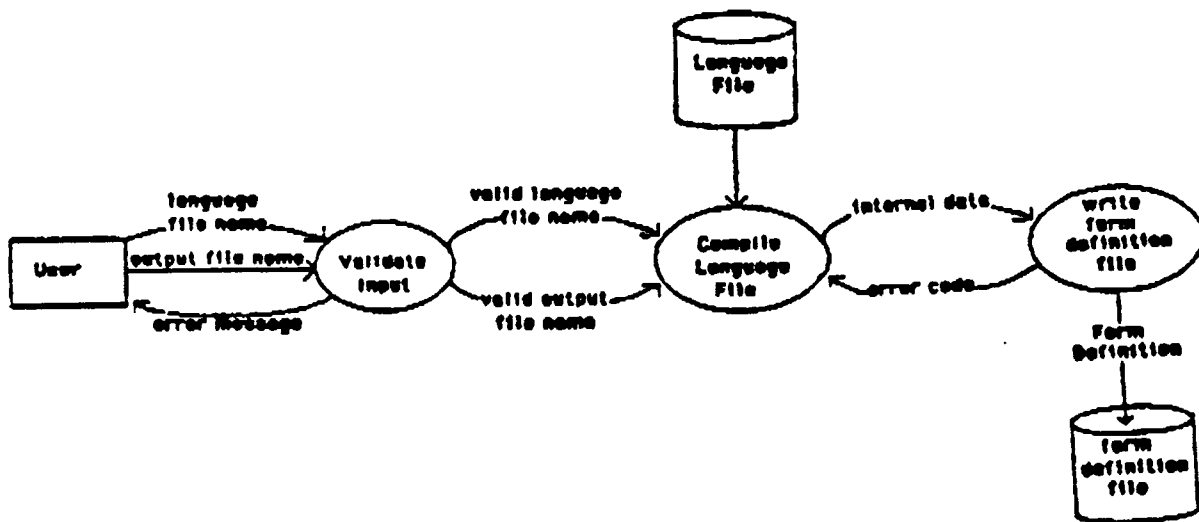 Language
File
language
file name
valid language
file name
internal data
write
form
definition
file
User
output file name
Validate
Input
Compile
Language
File
error code
error message
valid output
file name
Form
Definition
form
definition
file